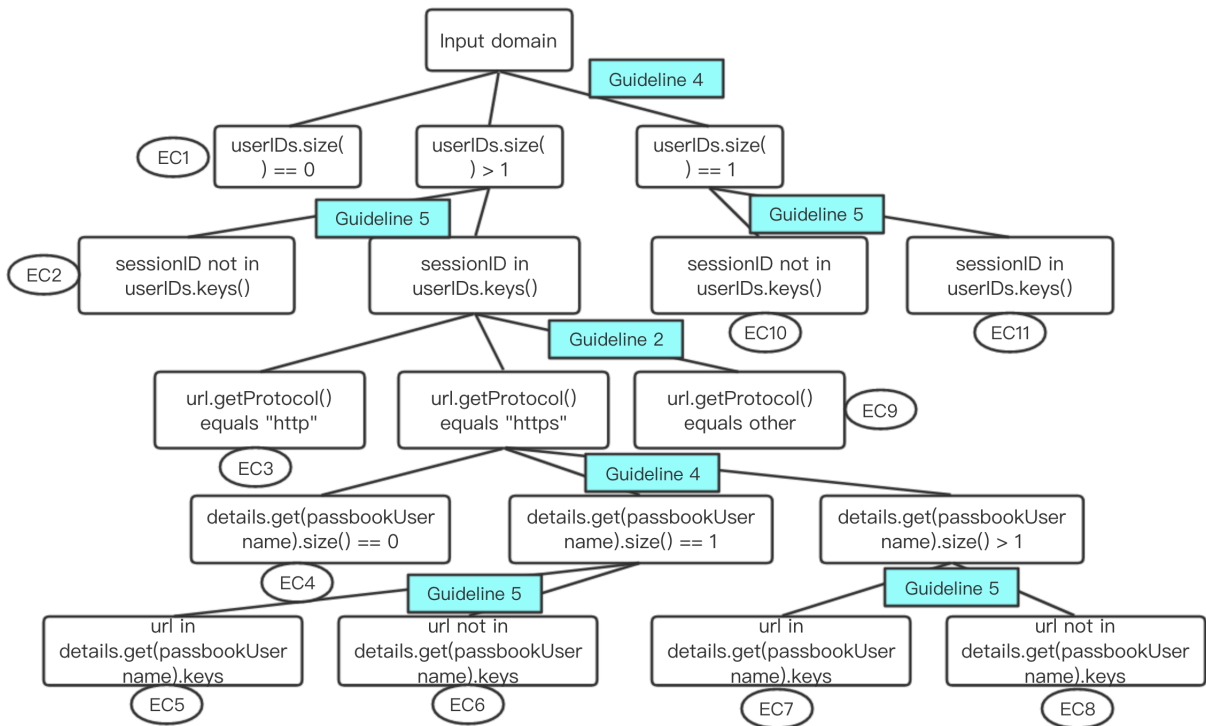 Input domain
Guideline 4
EC1
userIDs.size(
) == 0
userIDs.size(
) > 1
userIDs.size(
) == 1
Guideline 5
Guideline 5
EC2
sessionID not in
userIDs.keys()
sessionID in
userIDs.keys()
sessionID not in
userIDs.keys()
sessionID in
userIDs.keys()
EC10
EC11
Guideline 2
url.getProtocol()
equals "http"
url.getProtocol()
equals "https"
url.getProtocol()
equals other
EC9
EC3
Guideline 4
details.get(passbookUser
name).size() == 0
details.get(passbookUser
name).size() == 1
details.get(passbookUser
name).size() > 1
EC4
Guideline 5
Guideline 5
url in
details.get(passbookUser
name).keys
url not in
details.get(passbookUser
name).keys
url in
details.get(passbookUser
name).keys
url not in
details.get(passbookUser
name).keys
EC5
EC6
EC7
EC8